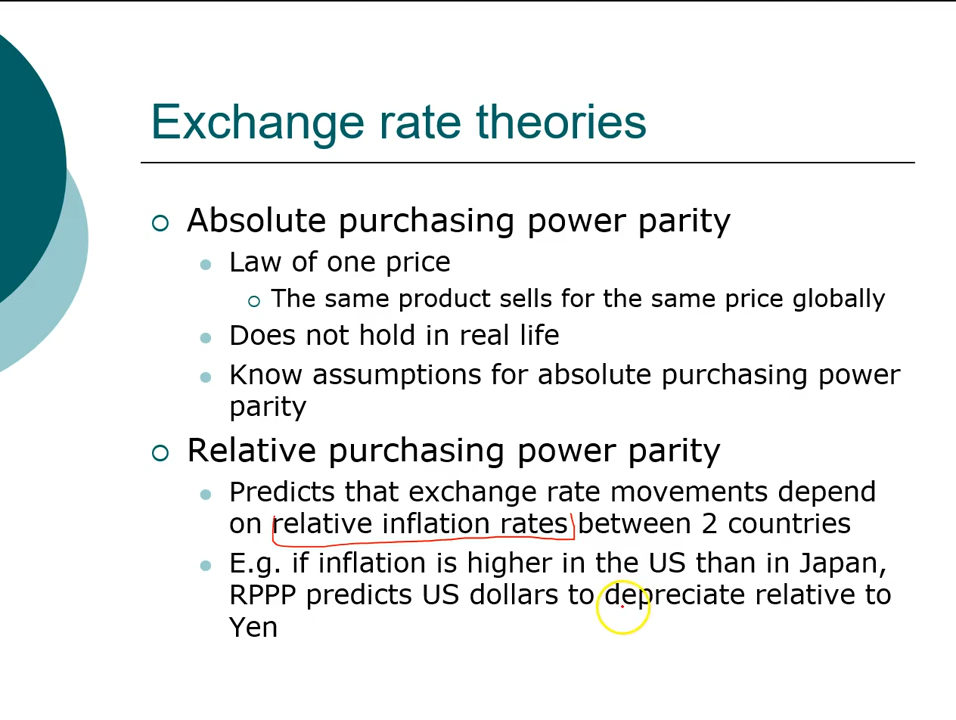 Exchange rate theories
Absolute purchasing power parity
Law of one price
The same product sells for the same price globally
Does not hold in real life
Know assumptions for absolute purchasing power
parity
Relative purchasing power parity
Predicts that exchange rate movements depend
on relative inflation rates between 2 countries
E.g. if inflation is higher in the US than in Japan,
RPPP predicts US dollars to depreciate relative to
Yen